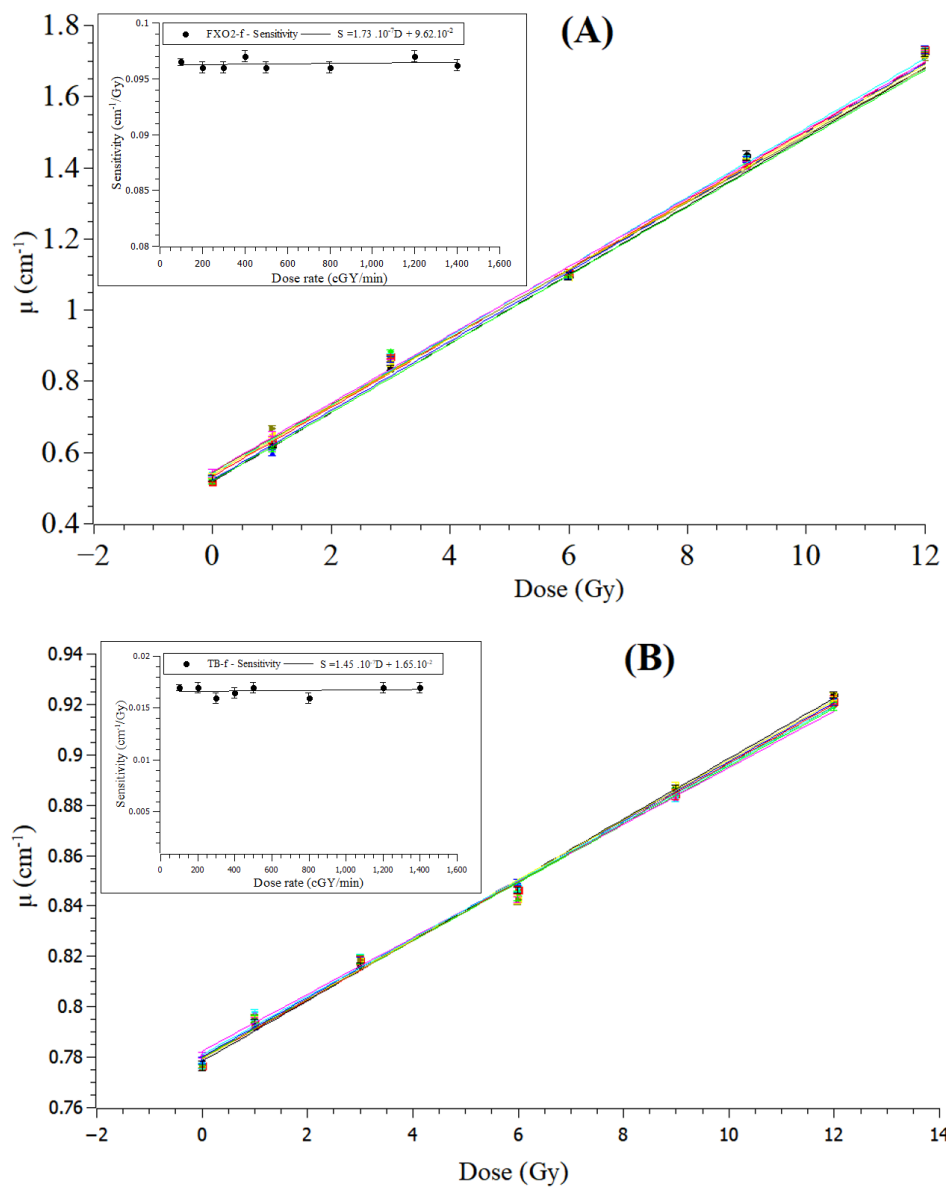 (A)
FXO2-f - Sensitivity S =1.73 .10⁻⁷D + 9.62.10⁻²
Sensitivity (cm⁻¹/Gy)
0.1
0.095
0.09
0.085
0.08
0 200 400 600 800 1,000 1,200 1,400 1,600
Dose rate (cGY/min)
μ (cm⁻¹)
1.8
1.6
1.4
1.2
1
0.8
0.6
0.4
−2 0 2 4 6 8 10 12
Dose (Gy)
(B)
TB-f - Sensitivity S =1.45 .10⁻⁷D + 1.65.10⁻²
Sensitivity (cm⁻¹/Gy)
0.02
0.015
0.01
0.005
0 200 400 600 800 1,000 1,200 1,400 1,600
Dose rate (cGY/min)
μ (cm⁻¹)
0.94
0.92
0.9
0.88
0.86
0.84
0.82
0.8
0.78
0.76
−2 0 2 4 6 8 10 12 14
Dose (Gy)